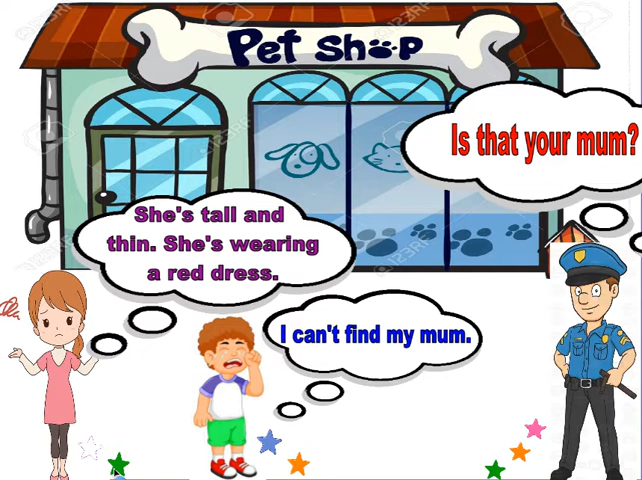 Pet Shop
Is that your mum?
She's tall and
thin. She's wearing
a red dress.
I can't find my mum.